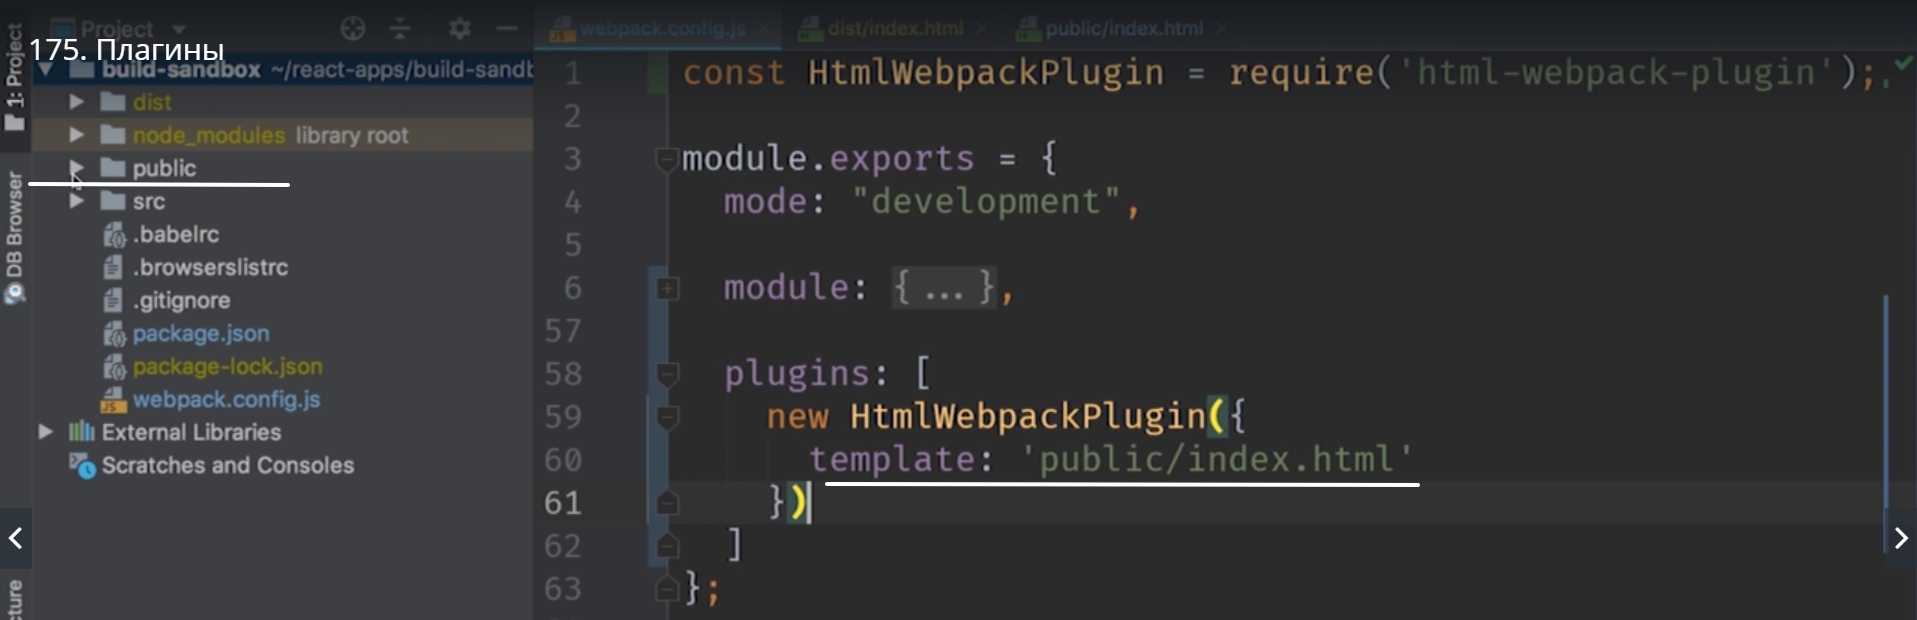 Project
webpack.config.js
dist/index.html
public/index.html
175. Плагины
1: Project
build-sandbox ~/react-apps/build-sandb
dist
node_modules library root
public
src
.babelrc
.browserslistrc
.gitignore
package.json
package-lock.json
webpack.config.js
External Libraries
Scratches and Consoles
DB Browser
cture
1 const HtmlWebpackPlugin = require('html-webpack-plugin');
2
3 module.exports = {
4 mode: "development",
5
6 module: {...},
57
58 plugins: [
59 new HtmlWebpackPlugin({
60 template: 'public/index.html'
61 })
62 ]
63 };